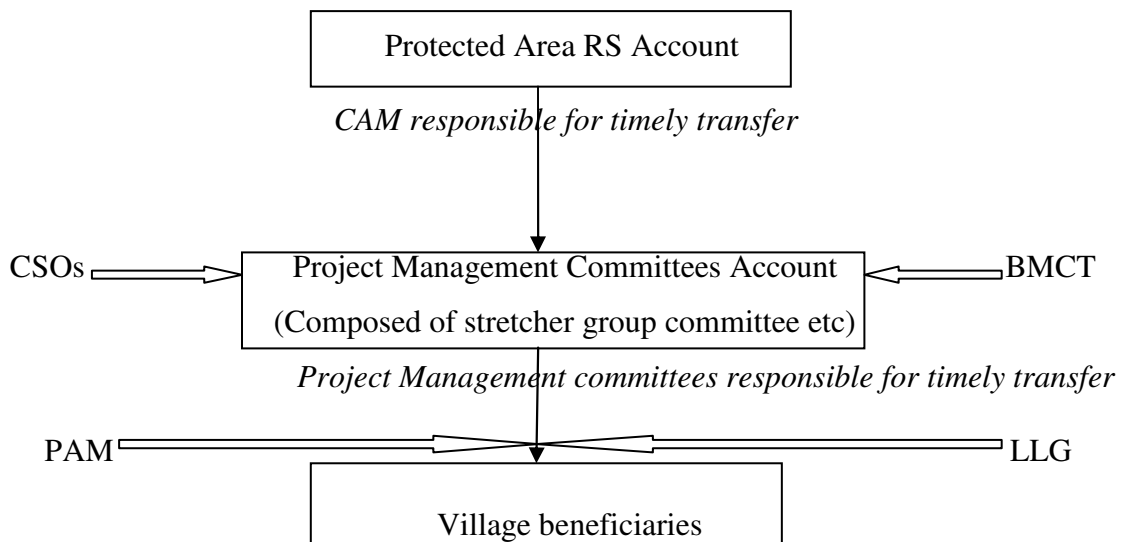 Protected Area RS Account
CAM responsible for timely transfer
CSOs
Project Management Committees Account
BMCT
(Composed of stretcher group committee etc)
Project Management committees responsible for timely transfer
PAM
LLG
Village beneficiaries